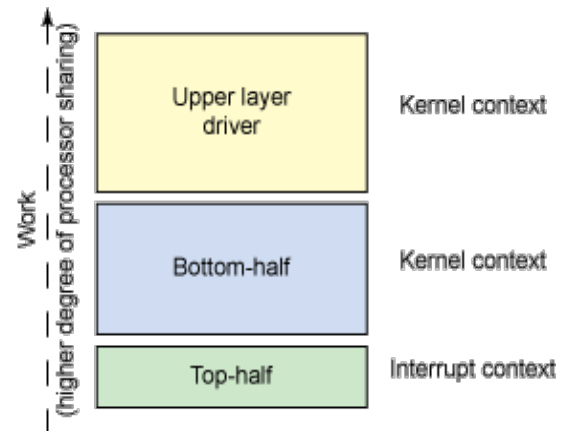 Upper layer
driver
Kernel context
Bottom-half
Kernel context
Top-half
Interrupt context
Work
(higher degree of processor sharing)